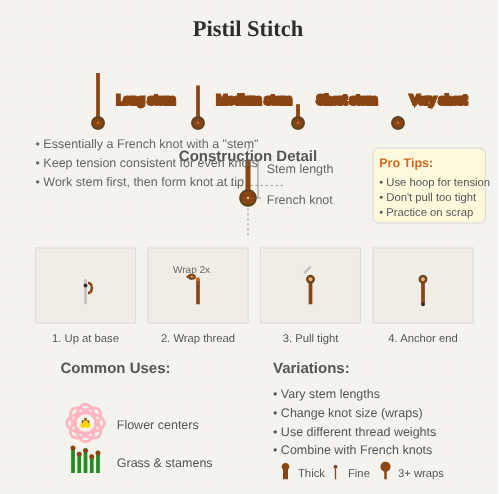 Pistil Stitch
Long stem
Medium stem
Short stem
Very short
• Essentially a French knot with a "stem"
• Keep tension consistent for even knots
• Work stem first, then form knot at tip
Construction Detail
Stem length
French knot
Pro Tips:
• Use hoop for tension
• Don't pull too tight
• Practice on scrap
Wrap 2x
1. Up at base
2. Wrap thread
3. Pull tight
4. Anchor end
Common Uses:
Flower centers
Grass & stamens
Variations:
• Vary stem lengths
• Change knot size (wraps)
• Use different thread weights
• Combine with French knots
Thick
Fine
3+ wraps